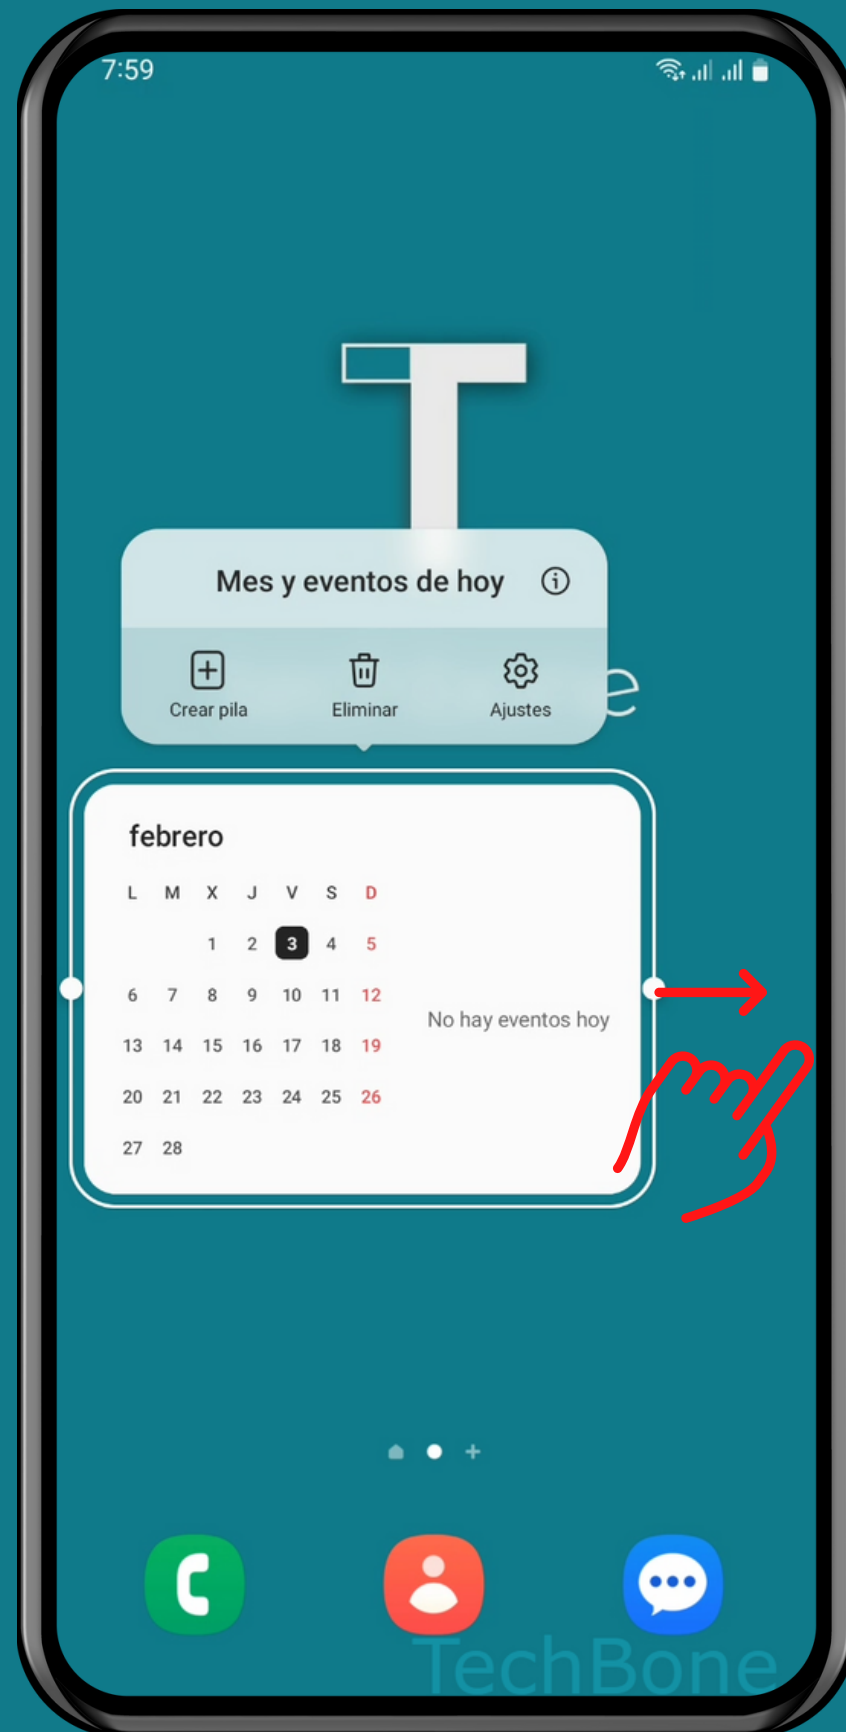 7:59
T
Mes y eventos de hoy
Crear pila Eliminar Ajustes
e
febrero
L M X J V S D
1 2 3 4 5
6 7 8 9 10 11 12
13 14 15 16 17 18 19
20 21 22 23 24 25 26
27 28
No hay eventos hoy
TechBone